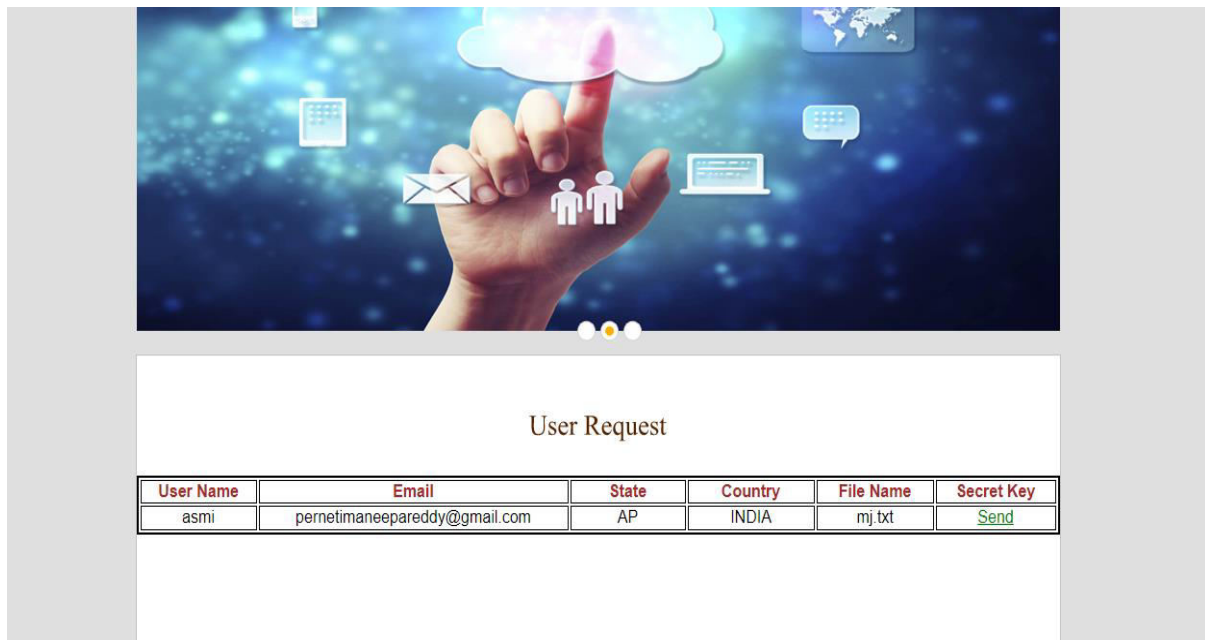 User Request
User Name Email State Country File Name Secret Key
asmi pernetimaneepareddy@gmail.com AP INDIA mj.txt Send